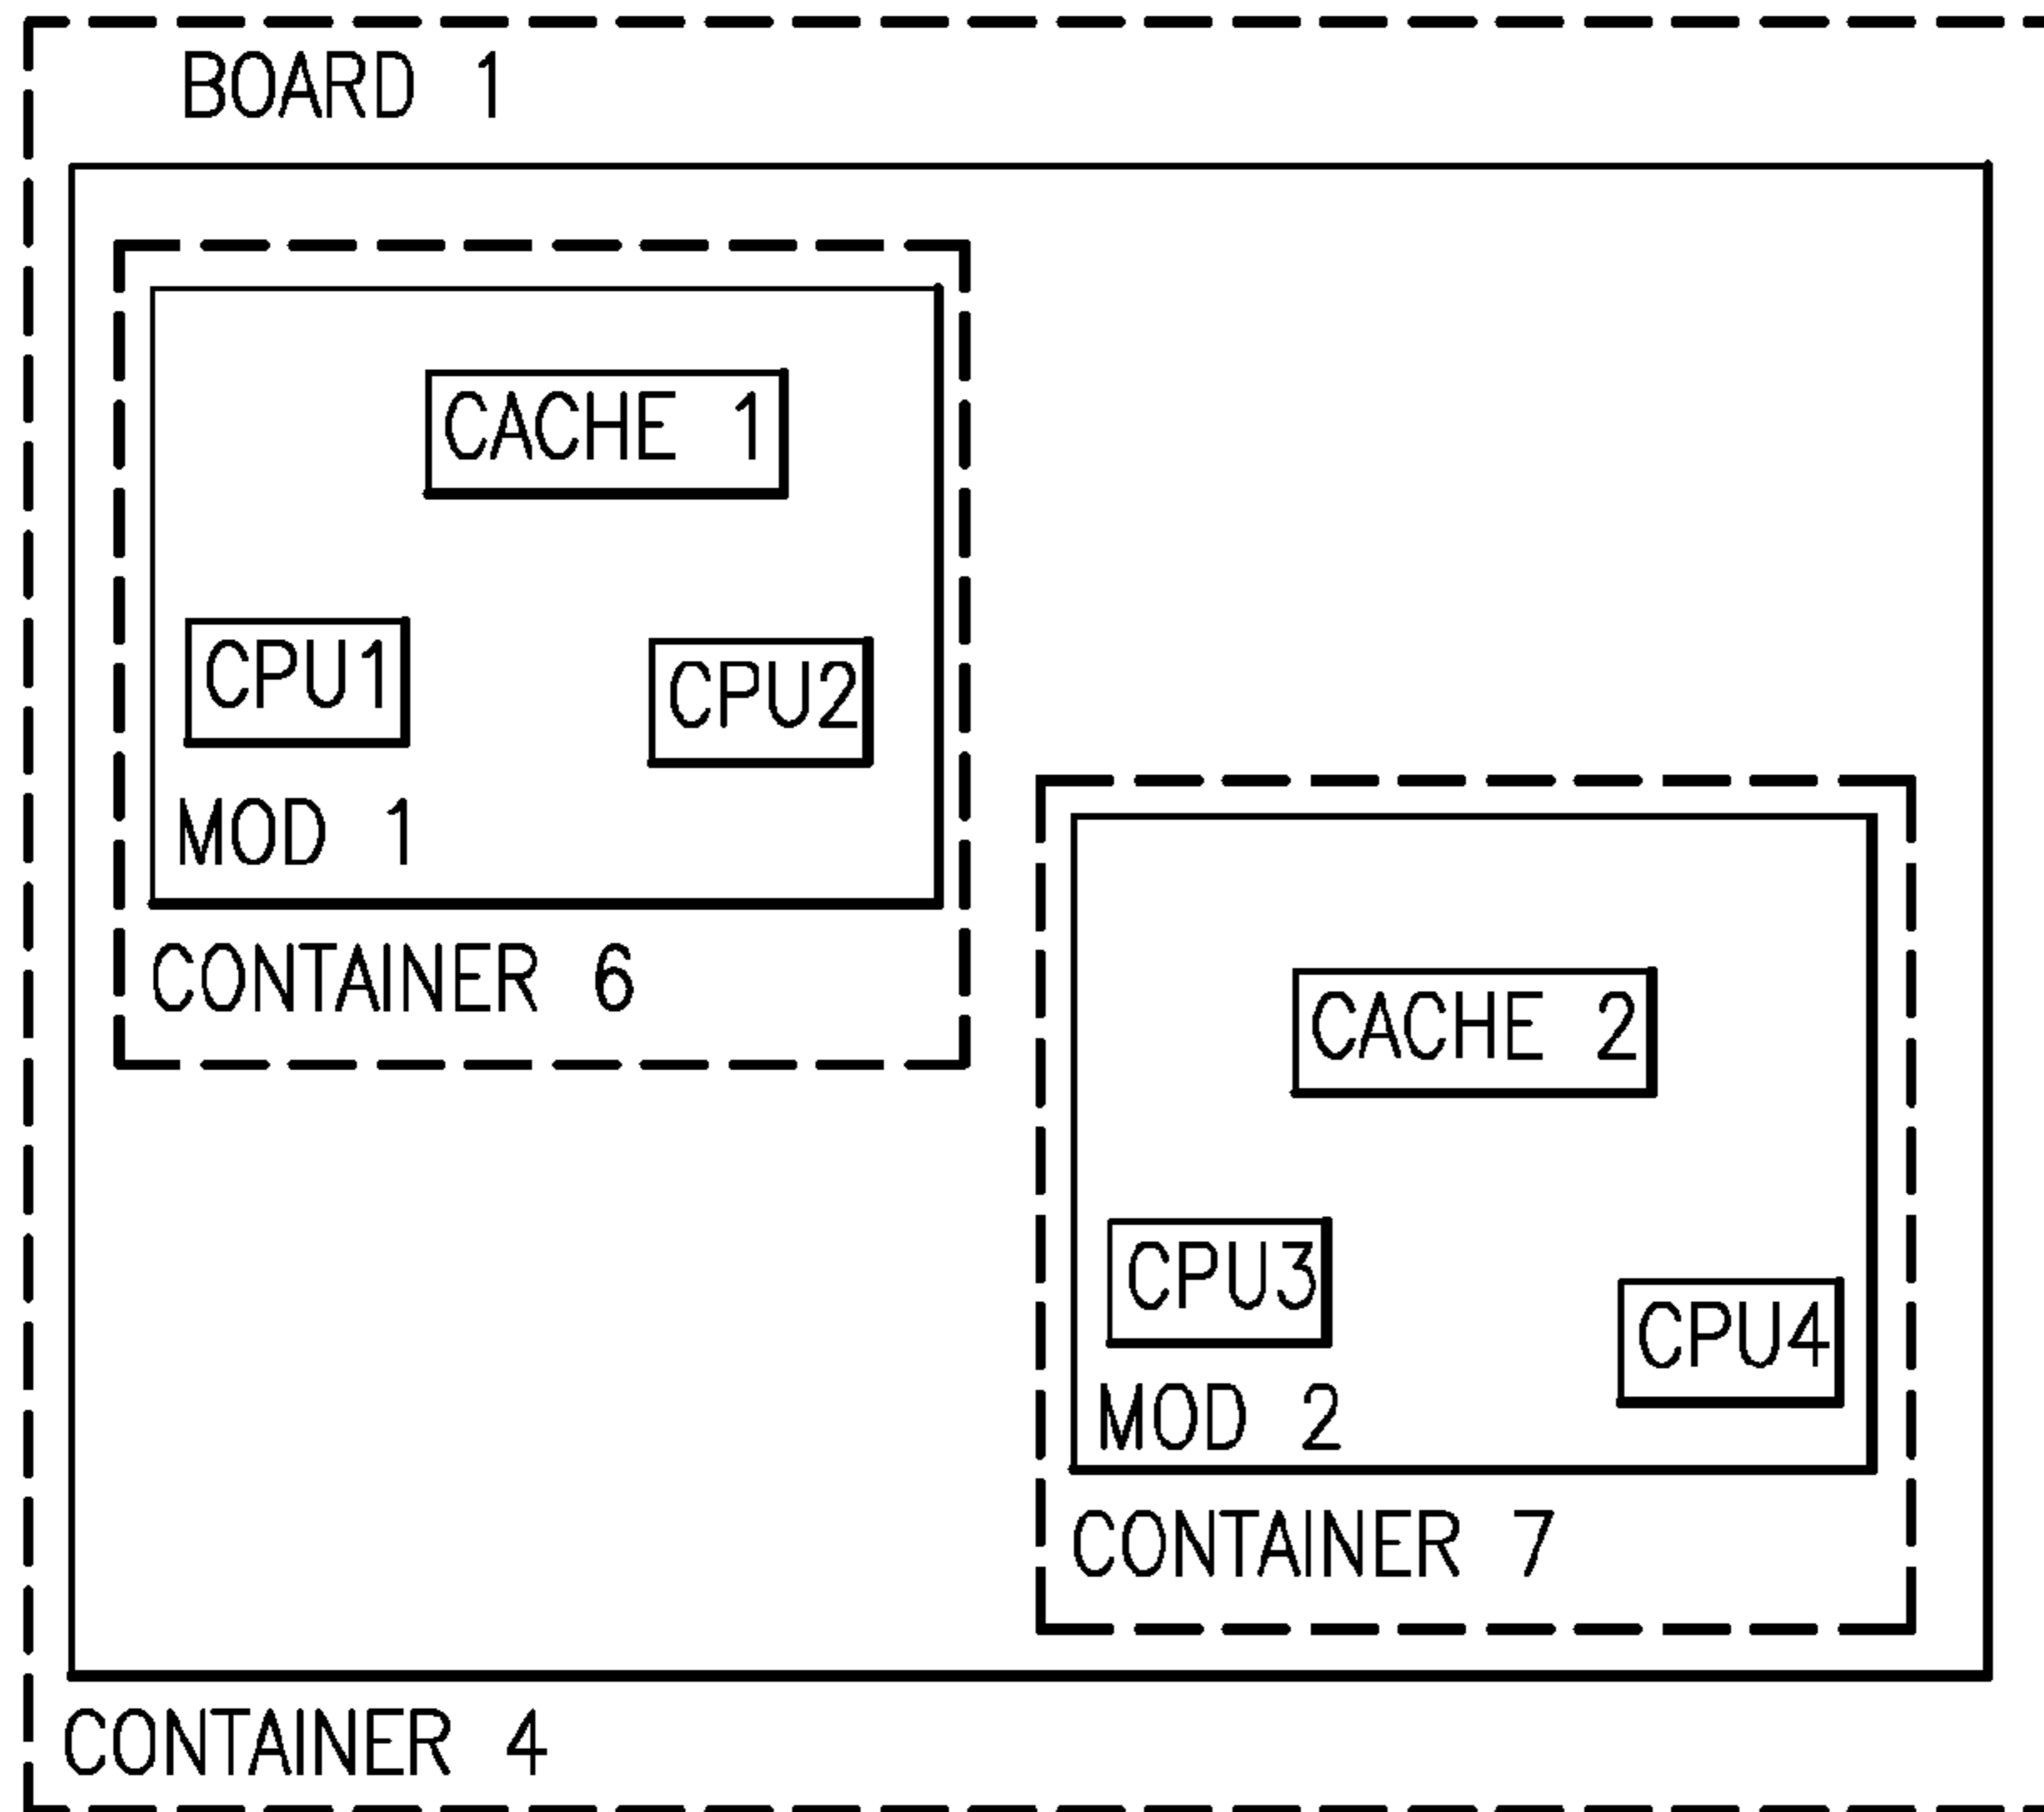 BOARD 1
CACHE 1
CPU1
CPU2
MOD 1
CONTAINER 6
CACHE 2
CPU3
CPU4
MOD 2
CONTAINER 7
CONTAINER 4